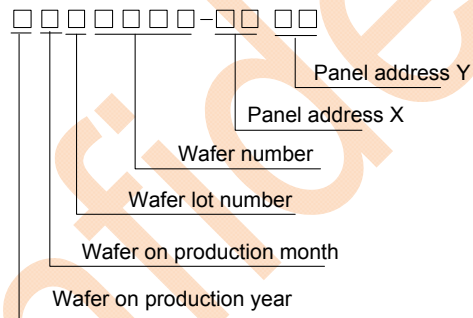 □□□□□□□-□□ □□
Panel address Y
Panel address X
Wafer number
Wafer lot number
Wafer on production month
Wafer on production year